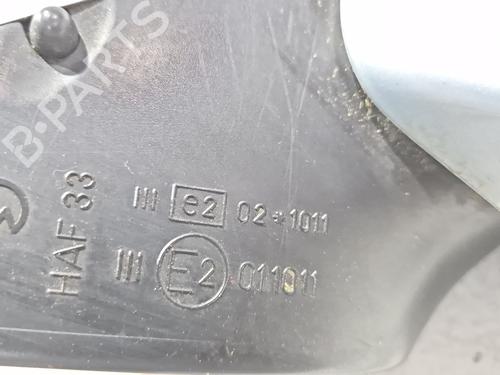 B-PARTS
HAF 33
III e2 02*1011
III E2 011011